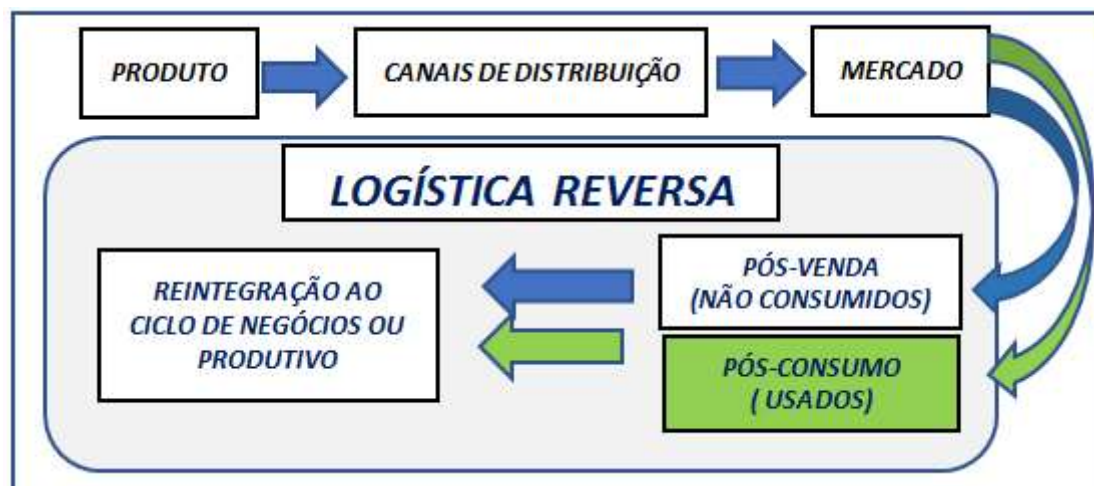 PRODUTO
CANAIS DE DISTRIBUIÇÃO
MERCADO
LOGÍSTICA REVERSA
REINTEGRAÇÃO AO
CICLO DE NEGÓCIOS OU
PRODUTIVO
PÓS-VENDA
(NÃO CONSUMIDOS)
PÓS-CONSUMO
( USADOS)